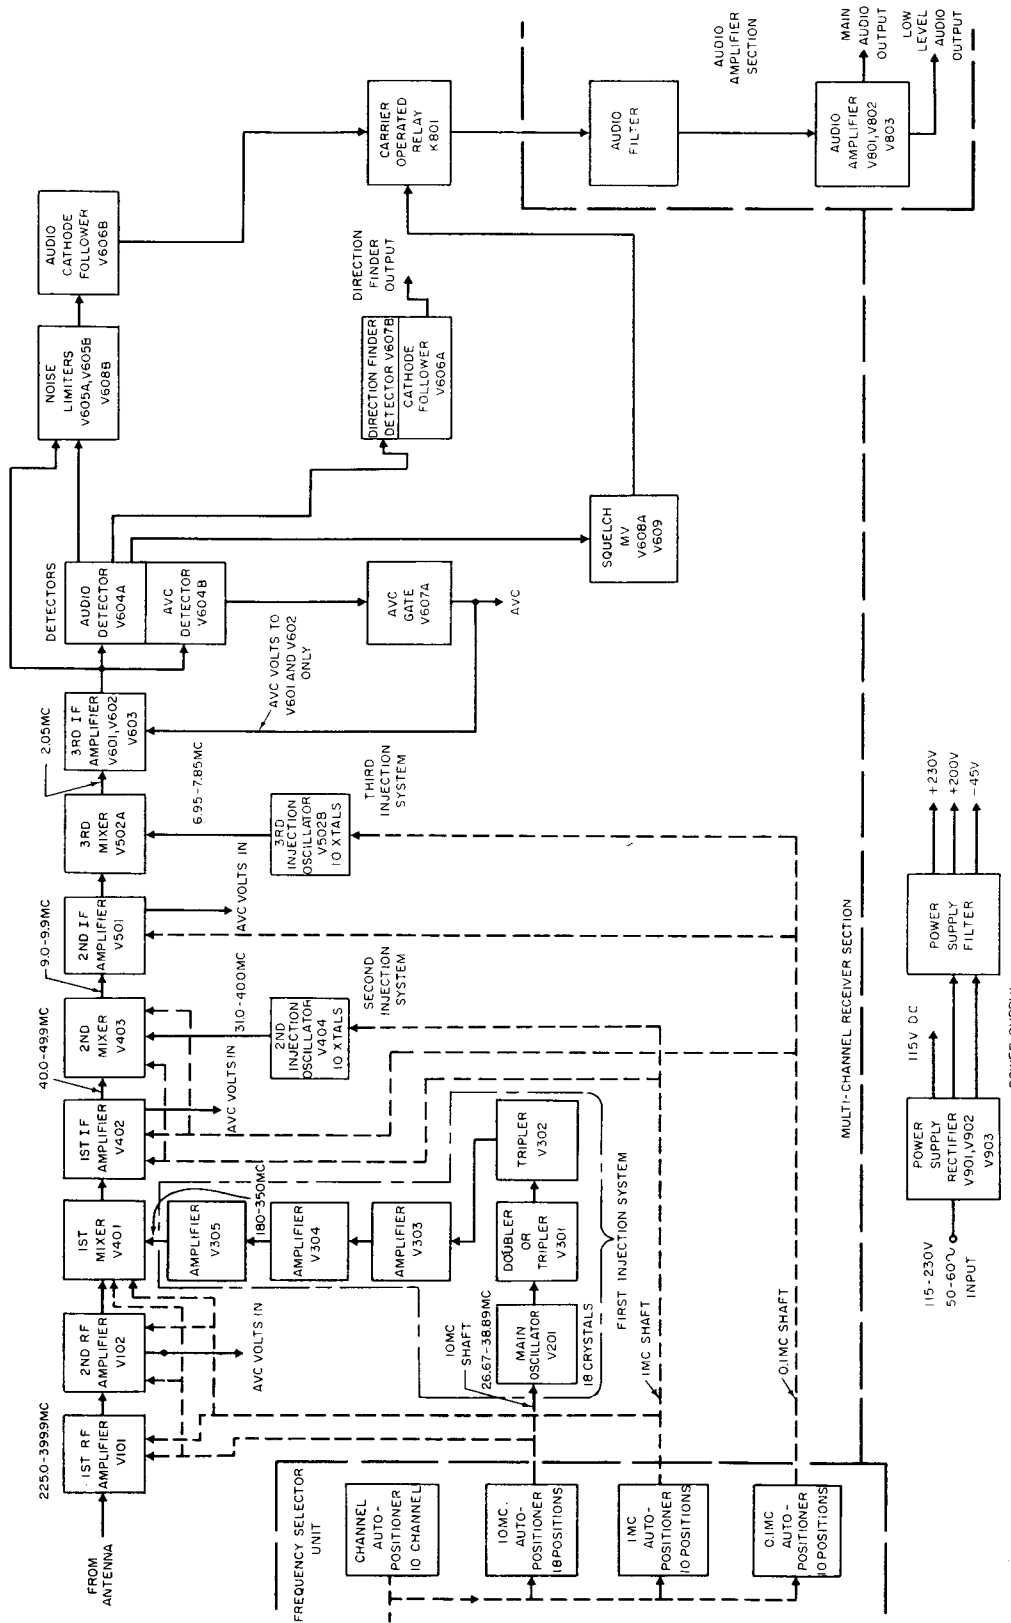 FROM
ANTENNA
225.0-399.9MC
1ST RF
AMPLIFIER
V101
2ND RF
AMPLIFIER
V102
AVC VOLTS IN
1ST
MIXER
V401
1ST IF
AMPLIFIER
V402
AVC VOLTS IN
40.0-49.9MC
2ND
MIXER
V403
9.0-9.9MC
2ND IF
AMPLIFIER
V501
AVC VOLTS IN
3RD
MIXER
V502A
2.05MC
3RD IF
AMPLIFIER
V601,V602
V603
DETECTORS
AUDIO
DETECTOR
V604A
AVC
DETECTOR
V604B
NOISE
LIMITERS
V605A,V605B
V608B
AUDIO
CATHODE
FOLLOWER
V606B
180-350MC
AMPLIFIER
V305
AMPLIFIER
V304
AMPLIFIER
V303
31.0-40.0MC
2ND
INJECTION
OSCILLATOR
V404
10 XTALS
SECOND
INJECTION
SYSTEM
6.95-7.85MC
3RD
INJECTION
OSCILLATOR
V502B
10 XTALS
THIRD
INJECTION
SYSTEM
AVC VOLTS TO
V601 AND V602
ONLY
AVC
GATE
V607A
AVC
DIRECTION FINDER
DETECTOR V607B
CATHODE
FOLLOWER
V606A
DIRECTION
FINDER
OUTPUT
CARRIER
OPERATED
RELAY
K801
10MC
SHAFT
26.67-38.89MC
MAIN
OSCILLATOR
V201
18 CRYSTALS
DOUBLER
OR
TRIPLER
V301
TRIPLER
V302
FIRST INJECTION SYSTEM
SQUELCH
MV
V608A
V609
AUDIO
FILTER
AUDIO
AMPLIFIER
SECTION
AUDIO
AMPLIFIER
V801,V802
V803
MAIN
AUDIO
OUTPUT
LOW
LEVEL
AUDIO
OUTPUT
FREQUENCY SELECTOR
UNIT
CHANNEL
AUTO-
POSITIONER
10 CHANNEL
10MC.
AUTO-
POSITIONER
18 POSITIONS
1MC
AUTO-
POSITIONER
10 POSITIONS
0.1MC
AUTO-
POSITIONER
10 POSITIONS
1MC SHAFT
0.1MC SHAFT
MULTI-CHANNEL RECEIVER SECTION
115-230V
50-60~
INPUT
POWER
SUPPLY
RECTIFIER
V901,V902
V903
115V DC
POWER
SUPPLY
FILTER
+230V
+200V
-45V